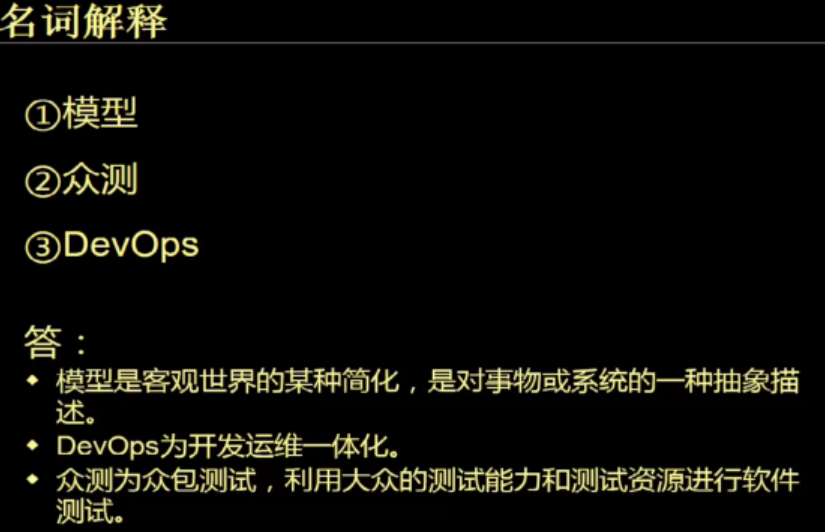 名词解释
①模型
②众测
③DevOps
答：
◆ 模型是客观世界的某种简化，是对事物或系统的一种抽象描
述。
◆ DevOps为开发运维一体化。
◆ 众测为众包测试，利用大众的测试能力和测试资源进行软件
测试。